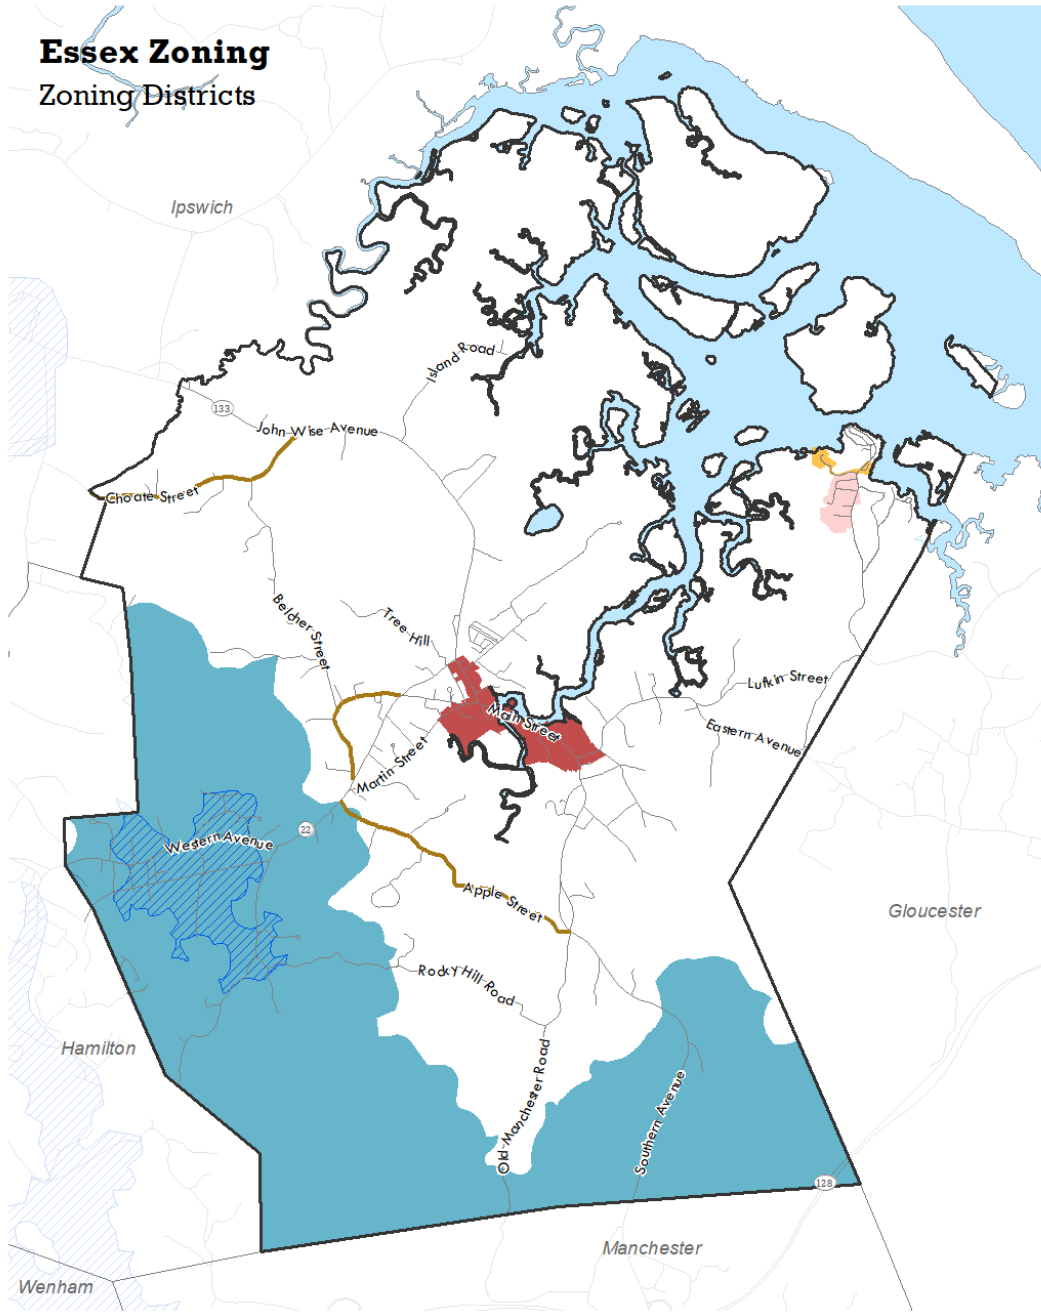 Essex Zoning
Zoning Districts
Ipswich
Island Road
133
John Wise Avenue
Choate Street
Belcher Street
Tree Hill
Lufkin Street
Main Street
Eastern Avenue
Martin Street
22
Western Avenue
Apple Street
Gloucester
Rocky Hill Road
Hamilton
Old Manchester Road
Southern Avenue
128
Manchester
Wenham